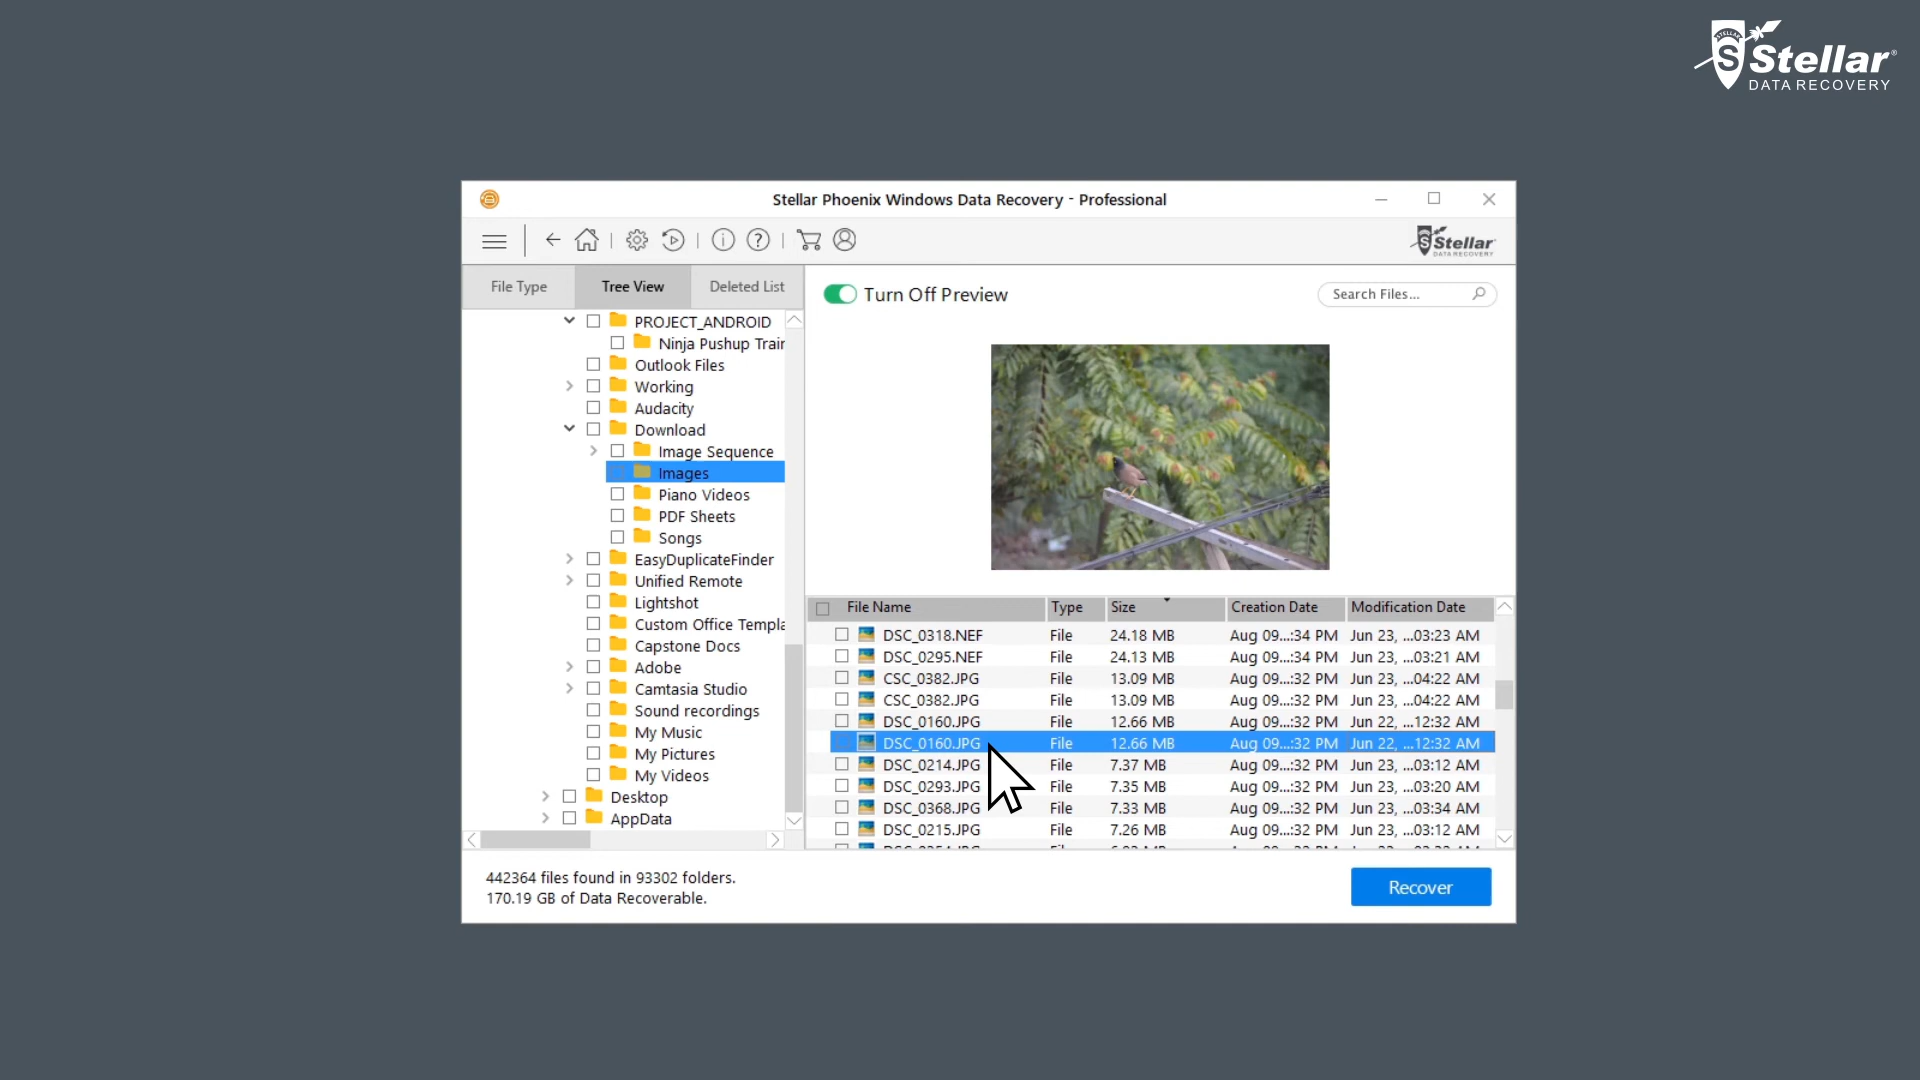 STELLAR
S Stellar®
DATA RECOVERY
Stellar Phoenix Windows Data Recovery - Professional
S Stellar
DATA RECOVERY
File Type Tree View Deleted List
Turn Off Preview
Search Files...
PROJECT_ANDROID
Ninja Pushup Train
Outlook Files
Working
Audacity
Download
Image Sequence
Images
Piano Videos
PDF Sheets
Songs
EasyDuplicateFinder
Unified Remote
Lightshot
Custom Office Templa
Capstone Docs
Adobe
Camtasia Studio
Sound recordings
My Music
My Pictures
My Videos
Desktop
AppData
File Name Type Size Creation Date Modification Date
DSC_0318.NEF File 24.18 MB Aug 09...:34 PM Jun 23, ...03:23 AM
DSC_0295.NEF File 24.13 MB Aug 09...:34 PM Jun 23, ...03:21 AM
CSC_0382.JPG File 13.09 MB Aug 09...:32 PM Jun 23, ...04:22 AM
CSC_0382.JPG File 13.09 MB Aug 09...:32 PM Jun 23, ...04:22 AM
DSC_0160.JPG File 12.66 MB Aug 09...:32 PM Jun 22, ...12:32 AM
DSC_0160.JPG File 12.66 MB Aug 09...:32 PM Jun 22, ...12:32 AM
DSC_0214.JPG File 7.37 MB Aug 09...:32 PM Jun 23, ...03:12 AM
DSC_0293.JPG File 7.35 MB Aug 09...:32 PM Jun 23, ...03:20 AM
DSC_0368.JPG File 7.33 MB Aug 09...:32 PM Jun 23, ...03:34 AM
DSC_0215.JPG File 7.26 MB Aug 09...:32 PM Jun 23, ...03:12 AM
442364 files found in 93302 folders.
170.19 GB of Data Recoverable.
Recover